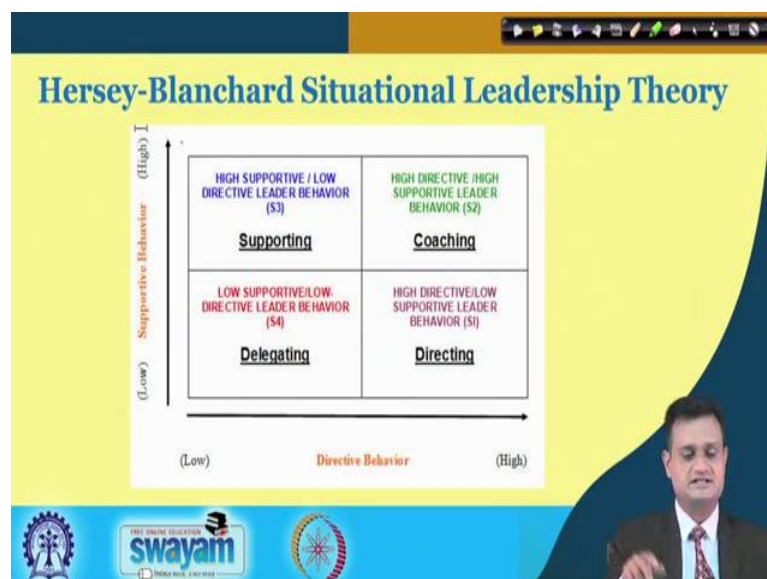 Hersey-Blanchard Situational Leadership Theory
(High)
Supportive Behavior
(Low)
HIGH SUPPORTIVE / LOW
DIRECTIVE LEADER BEHAVIOR
(S3)
Supporting
HIGH DIRECTIVE /HIGH
SUPPORTIVE LEADER
BEHAVIOR (S2)
Coaching
LOW SUPPORTIVE/LOW-
DIRECTIVE LEADER BEHAVIOR
(S4)
Delegating
HIGH DIRECTIVE/LOW
SUPPORTIVE LEADER
BEHAVIOR (SI)
Directing
(Low) Directive Behavior (High)
FREE ONLINE EDUCATION
swayam